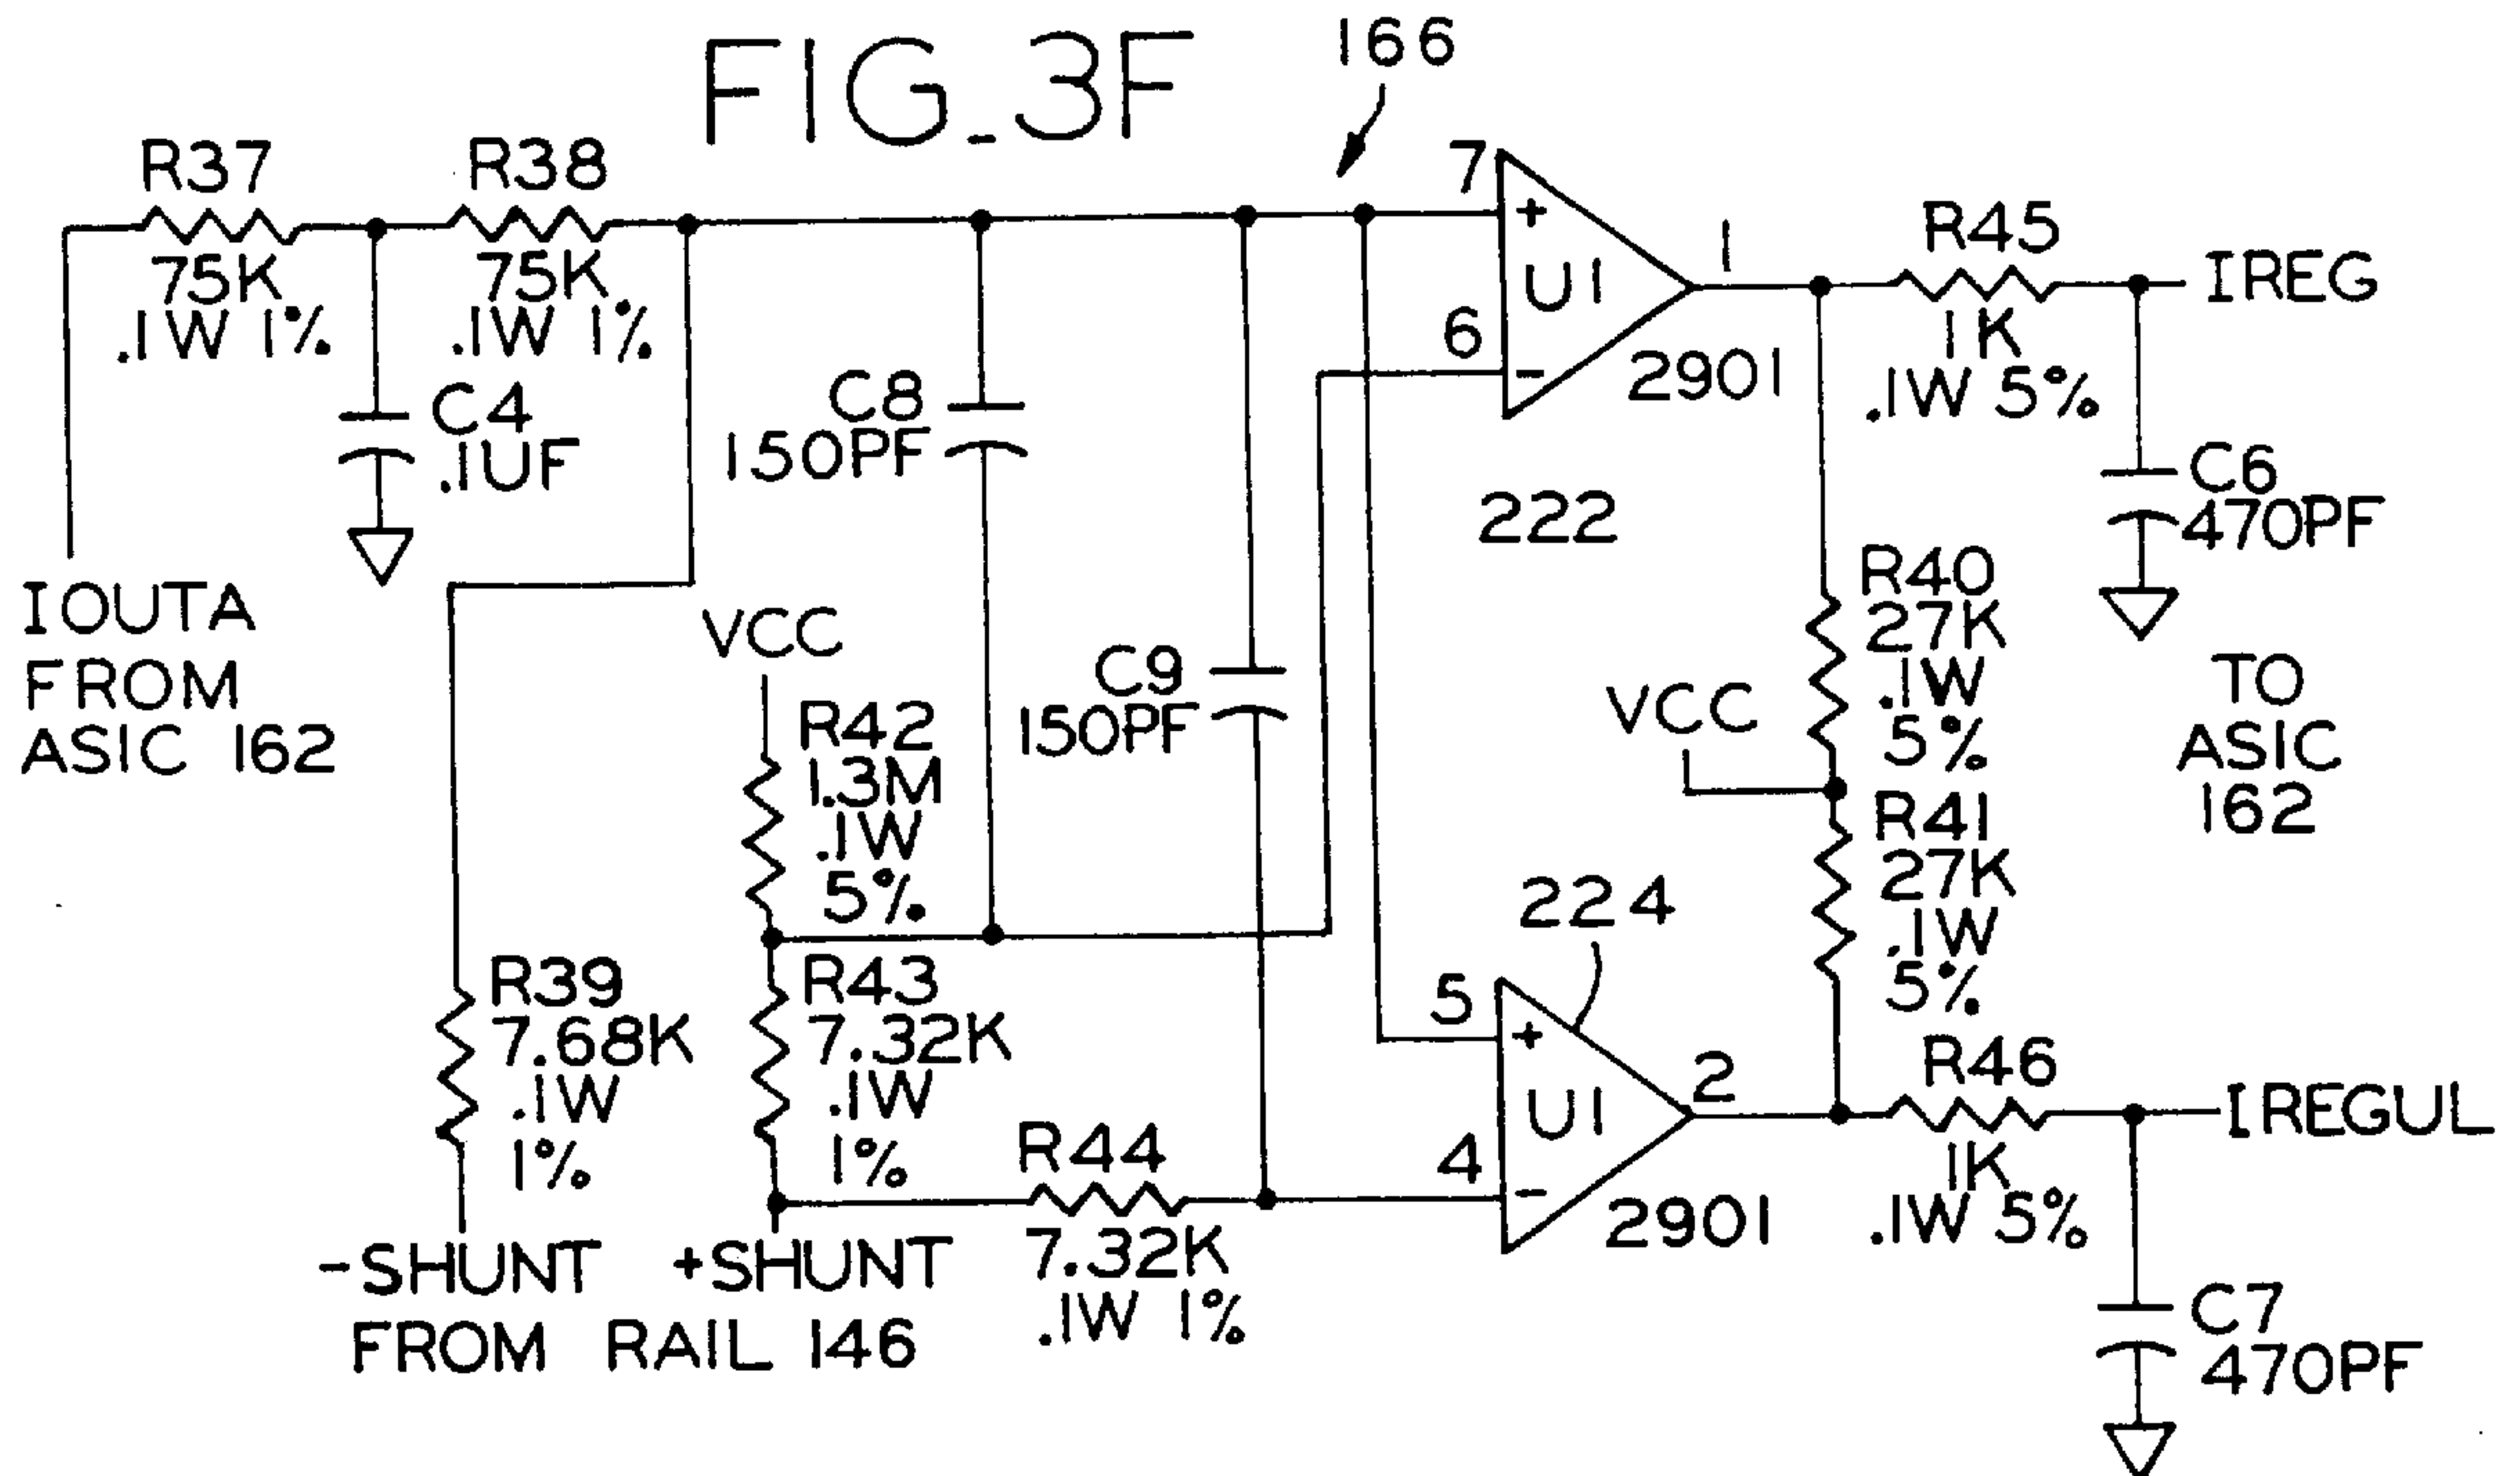 FIG_3F
166
R37
75K
.1W 1%
R38
75K
.1W 1%
C4
.1UF
IOUTA
FROM
ASIC 162
C8
150PF
VCC
R42
1.3M
.1W
5%
C9
150PF
7
+
6
-
U1
1
2901
222
R45
1K
.1W 5%
IREG
C6
470PF
R40
27K
.1W
5%
VCC
R41
27K
.1W
5%
TO
ASIC
162
R39
7.68K
.1W
1%
R43
7.32K
.1W
1%
R44
7.32K
.1W 1%
-SHUNT
+SHUNT
FROM RAIL 146
224
5
+
4
-
U1
2
2901
R46
1K
.1W 5%
IREGUL
C7
470PF